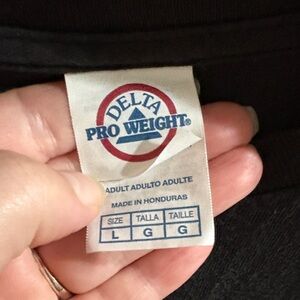 DELTA
PRO WEIGHT®
ADULT ADULTO ADULTE
MADE IN HONDURAS
SIZE TALLA TAILLE
L G G